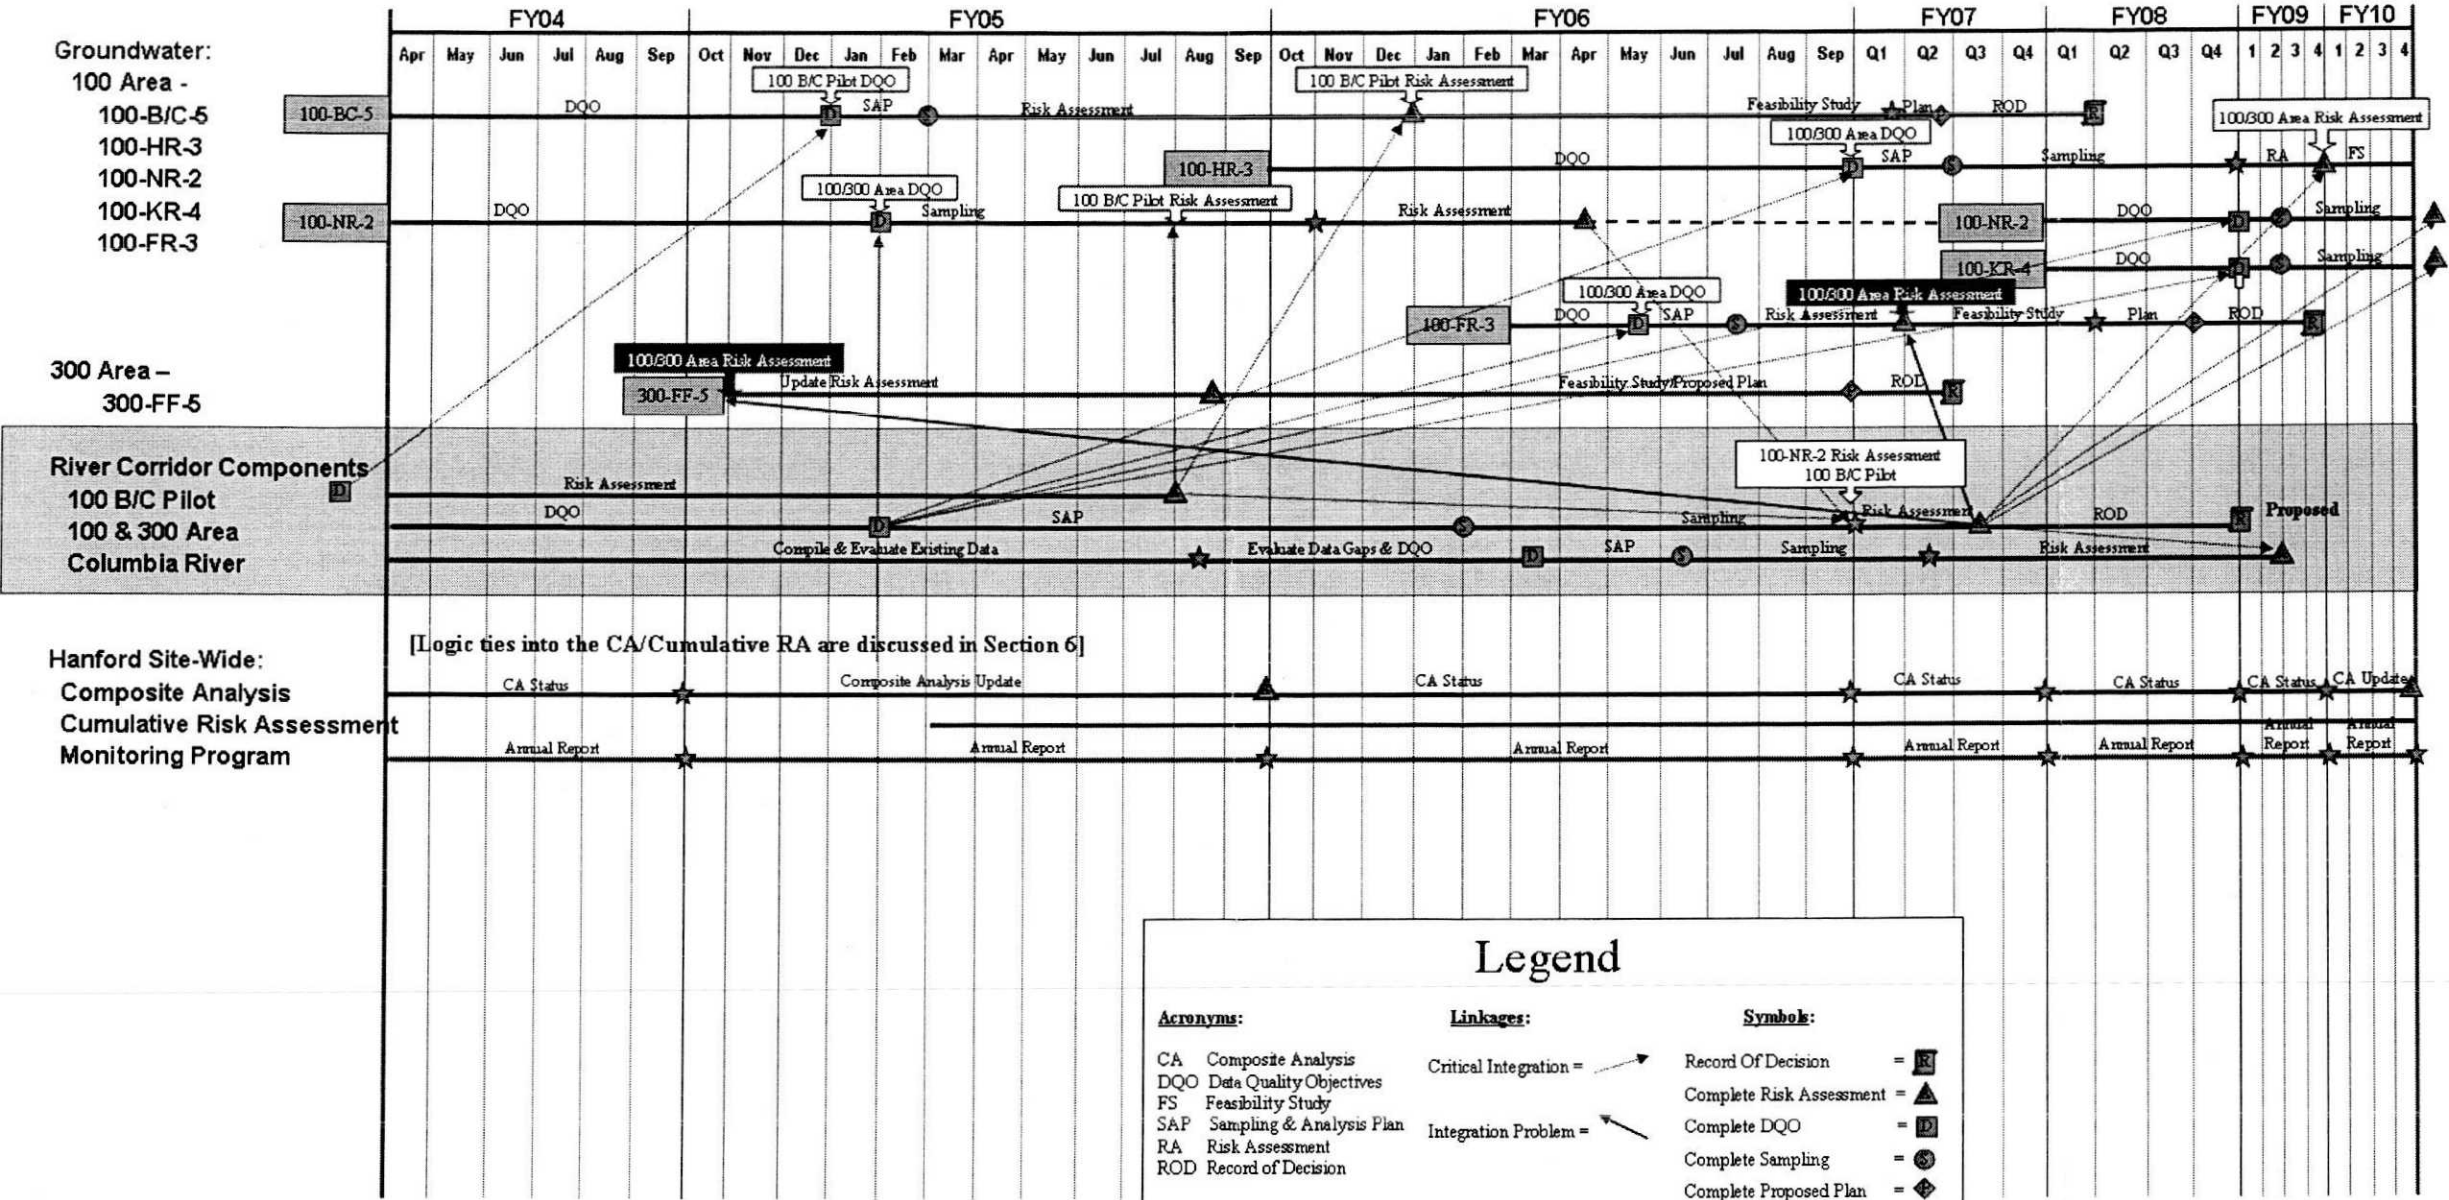 FY04 FY05 FY06 FY07 FY08 FY09 FY10
Apr May Jun Jul Aug Sep Oct Nov Dec Jan Feb Mar Apr May Jun Jul Aug Sep Oct Nov Dec Jan Feb Mar Apr May Jun Jul Aug Sep Q1 Q2 Q3 Q4 Q1 Q2 Q3 Q4 1 2 3 4 1 2 3 4
Groundwater:
100 Area -
100-B/C-5
100-HR-3
100-NR-2
100-KR-4
100-FR-3
100 B/C Pilot DQO
100 B/C Pilot Risk Assessment
100-BC-5 DQO D SAP S Risk Assessment Feasibility Study Plan P ROD R
100/300 Area DQO
100/300 Area Risk Assessment
100-HR-3 DQO D SAP S Sampling RA FS
100/300 Area DQO
100 B/C Pilot Risk Assessment
100-NR-2 DQO D Sampling Risk Assessment 100-NR-2 DQO D S Sampling
100-KR-4 DQO D S Sampling
100/300 Area DQO
100/300 Area Risk Assessment
100-FR-3 DQO D SAP S Risk Assessment Feasibility Study Plan P ROD R
300 Area –
300-FF-5
100/300 Area Risk Assessment
300-FF-5 Update Risk Assessment Feasibility Study/Proposed Plan P ROD R
River Corridor Components
100 B/C Pilot
100 & 300 Area
Columbia River
100-NR-2 Risk Assessment
100 B/C Pilot
D Risk Assessment
DQO D SAP S Sampling Risk Assessment ROD R Proposed
Compile & Evaluate Existing Data Evaluate Data Gaps & DQO D SAP S Sampling Risk Assessment
[Logic ties into the CA/Cumulative RA are discussed in Section 6]
Hanford Site-Wide:
Composite Analysis
Cumulative Risk Assessment
Monitoring Program
CA Status Composite Analysis Update CA Status CA Status CA Status CA Status CA Update
Annual Report Annual Report Annual Report Annual Report Annual Report Annual Report Annual Report
Legend
Acronyms:
CA Composite Analysis
DQO Data Quality Objectives
FS Feasibility Study
SAP Sampling & Analysis Plan
RA Risk Assessment
ROD Record of Decision
Linkages:
Critical Integration =
Integration Problem =
Symbols:
Record Of Decision = R
Complete Risk Assessment =
Complete DQO = D
Complete Sampling = S
Complete Proposed Plan = P